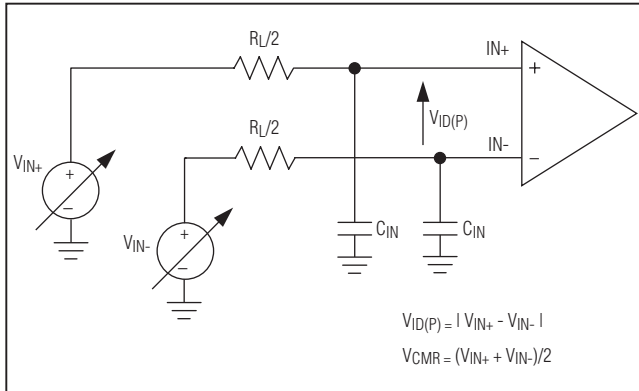 RL/2
IN+
+
RL/2
VID(P)
VIN+
+
–
IN-
–
VIN-
+
–
CIN
CIN
VID(P) = | VIN+ - VIN- |
VCMR = (VIN+ + VIN-)/2